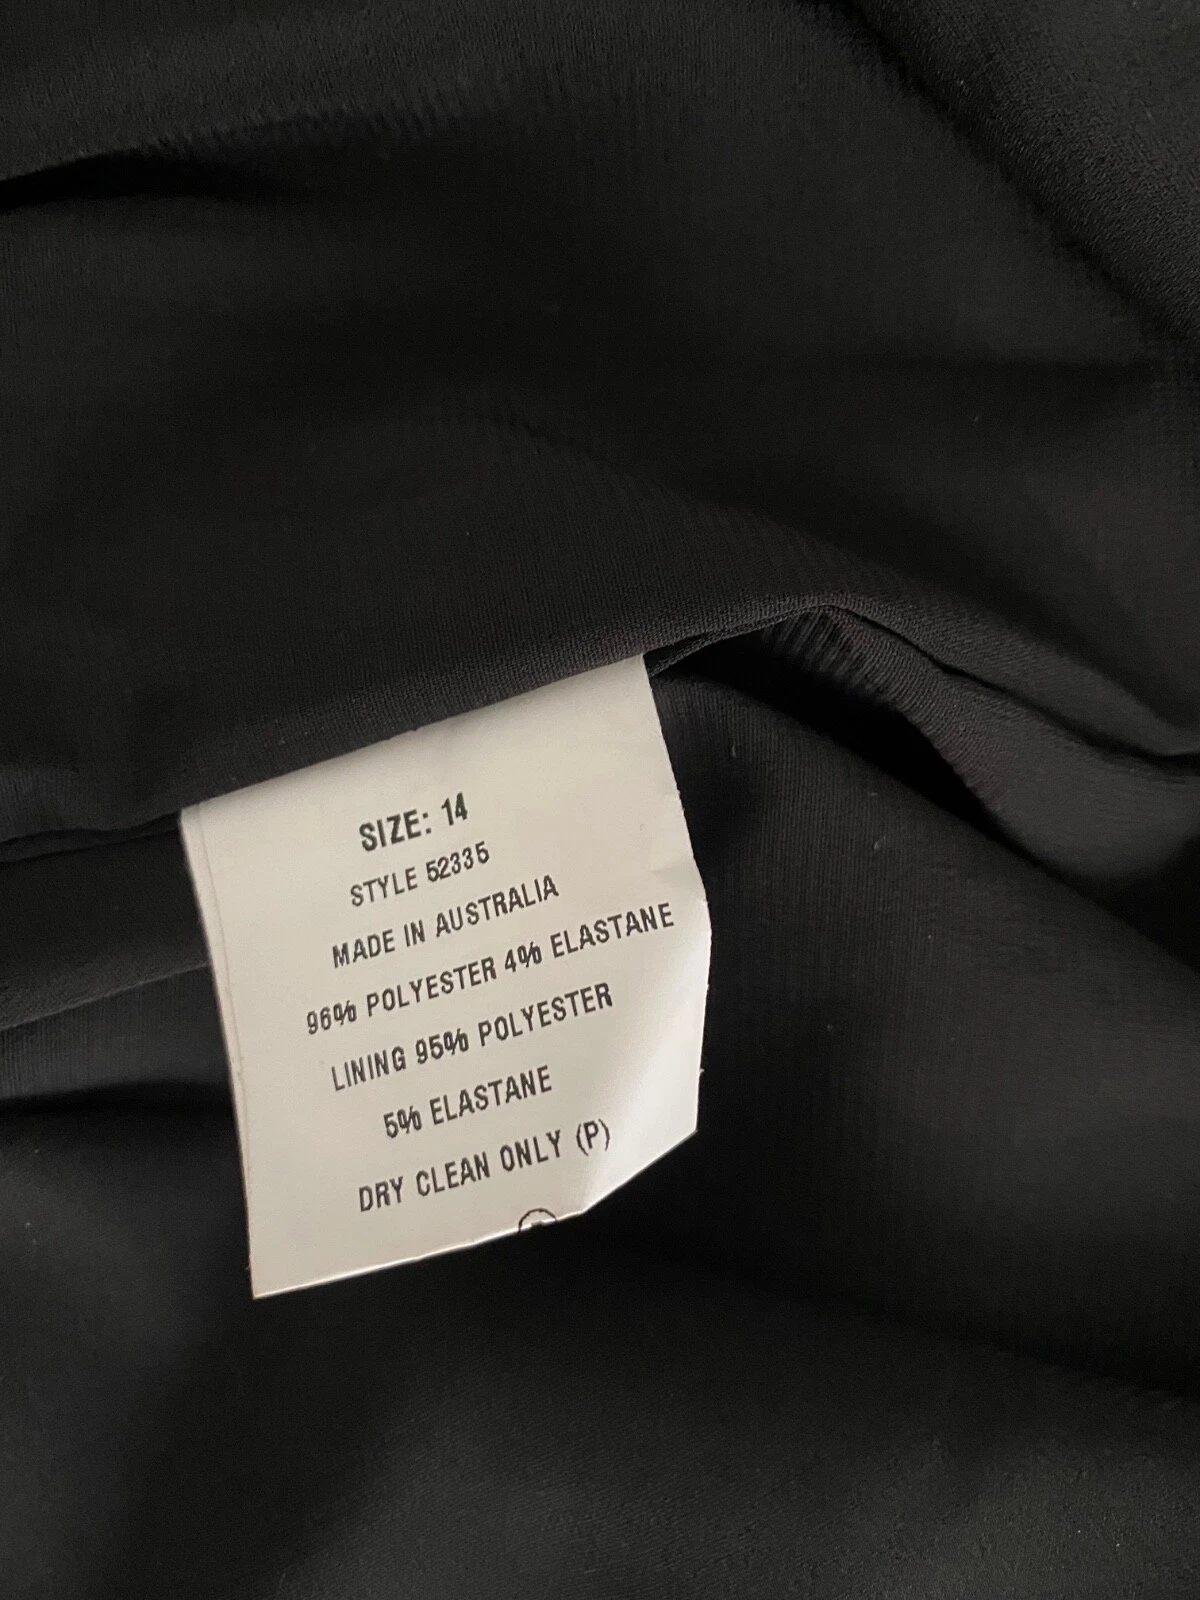 SIZE: 14
STYLE 52335
MADE IN AUSTRALIA
96% POLYESTER 4% ELASTANE
LINING 95% POLYESTER
5% ELASTANE
DRY CLEAN ONLY (P)